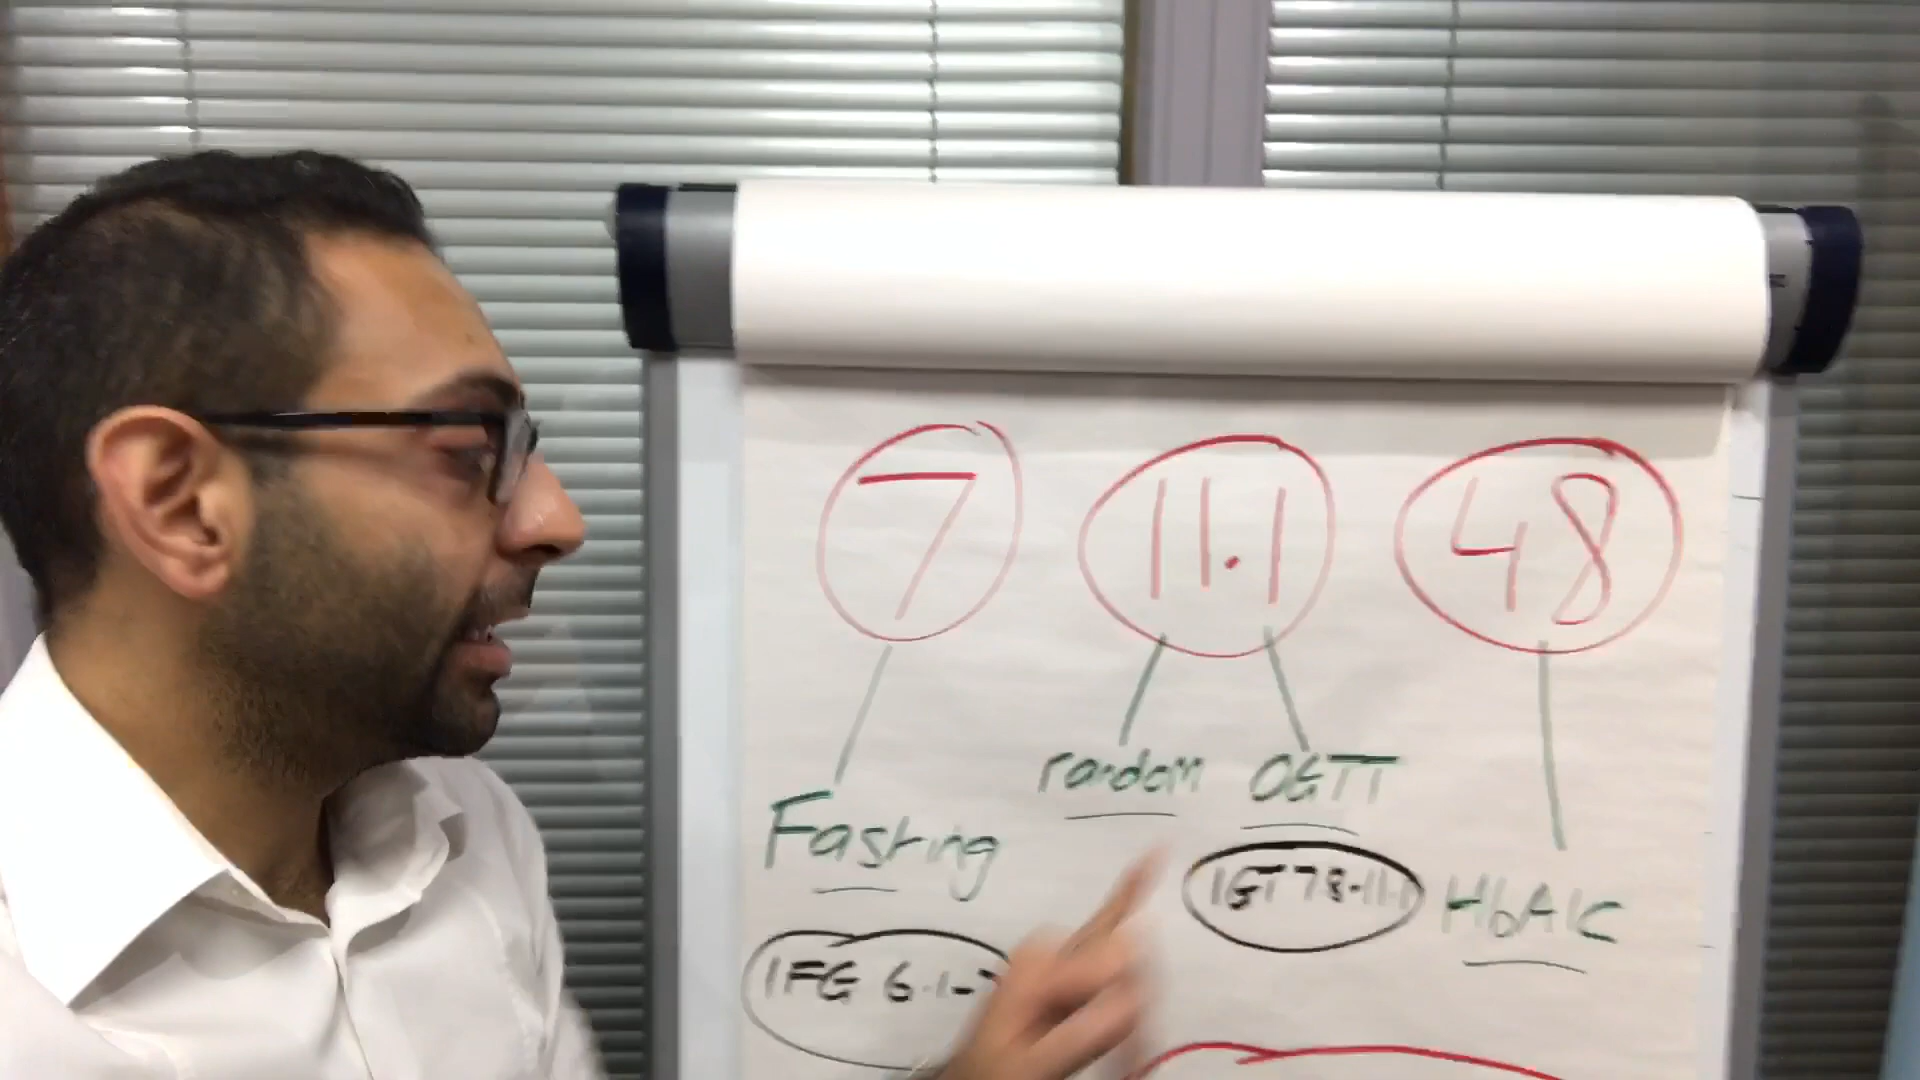 7 11.1 48
random OGTT
Fasting
IGT 7.8-11.1 HbA1C
IFG 6.1-7